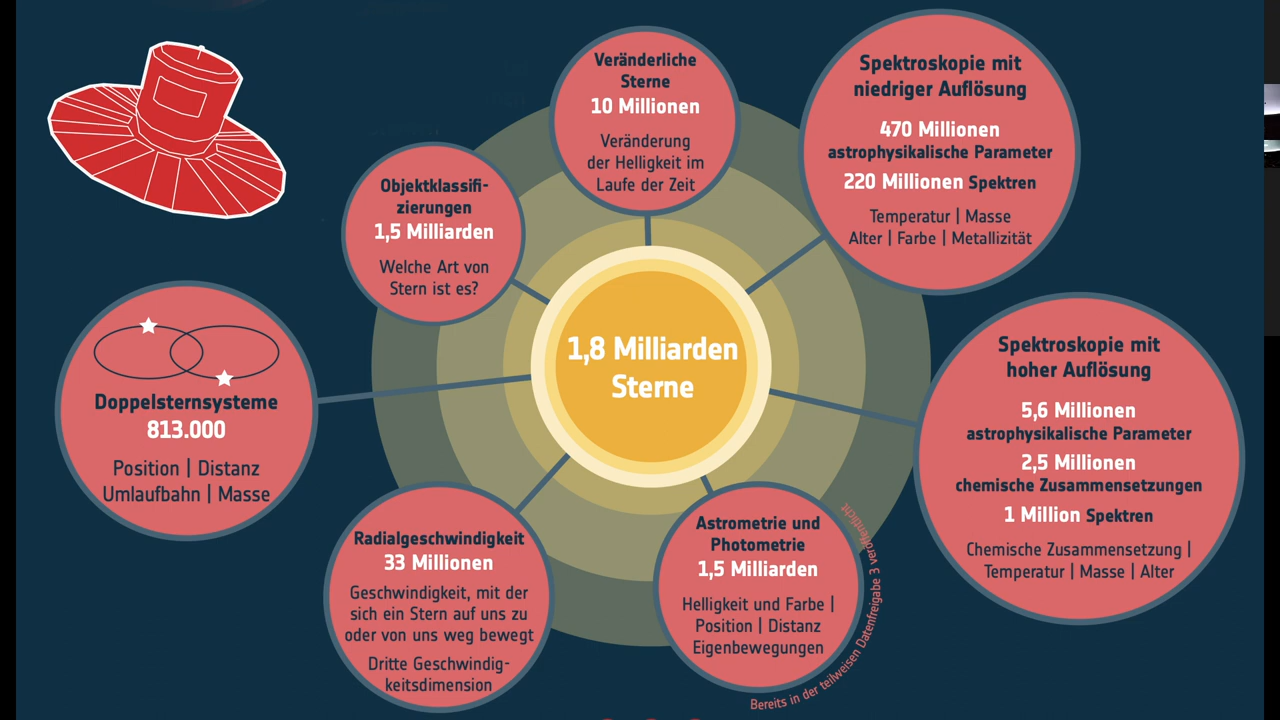 Veränderliche
Sterne
10 Millionen
Veränderung
der Helligkeit im
Laufe der Zeit
Spektroskopie mit
niedriger Auflösung
470 Millionen
astrophysikalische Parameter
220 Millionen Spektren
Temperatur | Masse
Alter | Farbe | Metallizität
Objektklassifi-
zierungen
1,5 Milliarden
Welche Art von
Stern ist es?
1,8 Milliarden
Sterne
Doppelsternsysteme
813.000
Position | Distanz
Umlaufbahn | Masse
Spektroskopie mit
hoher Auflösung
5,6 Millionen
astrophysikalische Parameter
2,5 Millionen
chemische Zusammensetzungen
1 Million Spektren
Chemische Zusammensetzung |
Temperatur | Masse | Alter
Radialgeschwindigkeit
33 Millionen
Geschwindigkeit, mit der
sich ein Stern auf uns zu
oder von uns weg bewegt
Dritte Geschwindig-
keitsdimension
Astrometrie und
Photometrie
1,5 Milliarden
Helligkeit und Farbe |
Position | Distanz
Eigenbewegungen
Bereits in der teilweisen Datenfreigabe 3 veröffentlicht